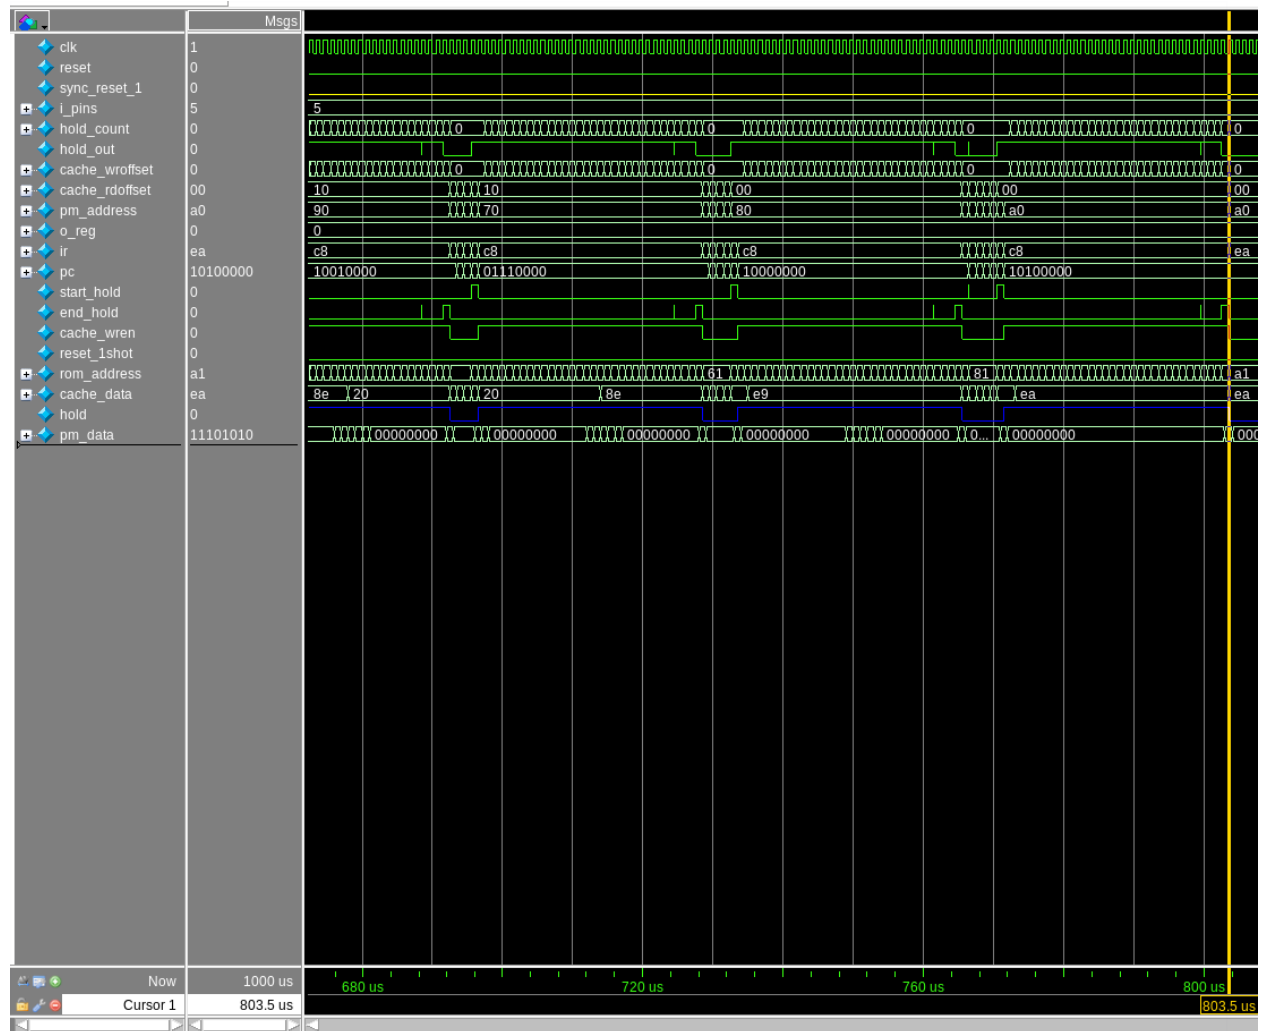 Msgs
clk 1
reset 0
sync_reset_1 0
i_pins 5 5
hold_count 0 0 0 0 0
hold_out 0
cache_wroffset 0 0 0 0 0
cache_rdoffset 00 10 10 00 00 00
pm_address a0 90 70 80 a0 a0
o_reg 0 0
ir ea c8 c8 c8 c8 ea
pc 10100000 10010000 01110000 10000000 10100000
start_hold 0
end_hold 0
cache_wren 0
reset_1shot 0
rom_address a1 61 81 a1
cache_data ea 8e 20 20 8e e9 ea ea
hold 0
pm_data 11101010 00000000 00000000 00000000 00000000 00000000 0... 00000000 000
Now 1000 us 680 us 720 us 760 us 800 us
Cursor 1 803.5 us 803.5 us